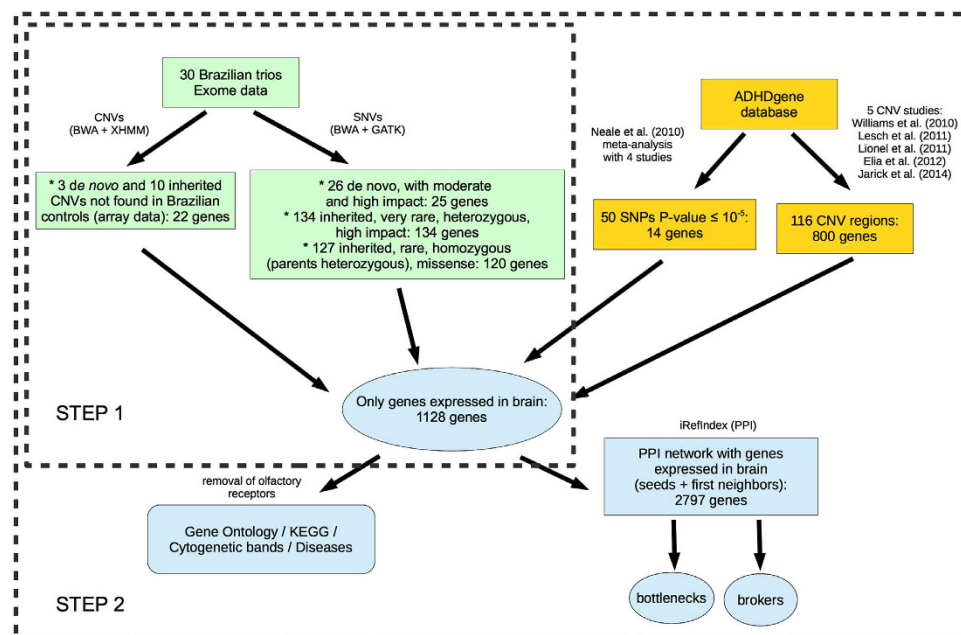 30 Brazilian trios
Exome data
CNVs
(BWA + XHMM)
SNVs
(BWA + GATK)
* 3 de novo and 10 inherited
CNVs not found in Brazilian
controls (array data): 22 genes
* 26 de novo, with moderate
and high impact: 25 genes
* 134 inherited, very rare, heterozygous,
high impact: 134 genes
* 127 inherited, rare, homozygous
(parents heterozygous), missense: 120 genes
ADHDgene
database
Neale et al. (2010)
meta-analysis
with 4 studies
5 CNV studies:
Williams et al. (2010)
Lesch et al. (2011)
Lionel et al. (2011)
Elia et al. (2012)
Jarick et al. (2014)
50 SNPs P-value ≤ 10⁻⁵:
14 genes
116 CNV regions:
800 genes
Only genes expressed in brain:
1128 genes
STEP 1
iRefIndex (PPI)
PPI network with genes
expressed in brain
(seeds + first neighbors):
2797 genes
removal of olfactory
receptors
Gene Ontology / KEGG /
Cytogenetic bands / Diseases
bottlenecks
brokers
STEP 2